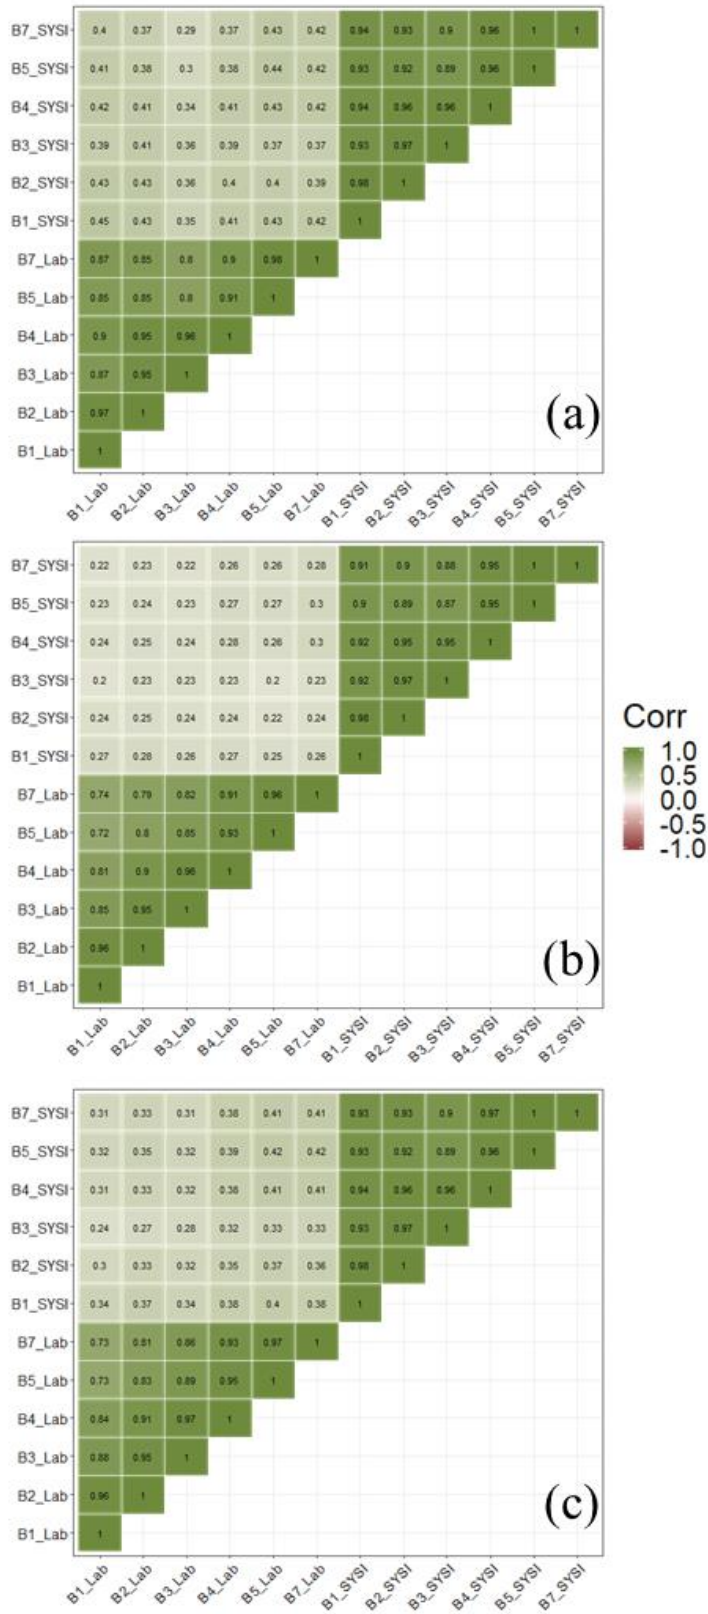 B7_SYSI 0.4 0.37 0.29 0.37 0.43 0.42 0.94 0.93 0.9 0.96 1 1
B5_SYSI 0.41 0.38 0.3 0.38 0.44 0.42 0.93 0.92 0.89 0.96 1
B4_SYSI 0.42 0.41 0.34 0.41 0.43 0.42 0.94 0.96 0.96 1
B3_SYSI 0.39 0.41 0.36 0.39 0.37 0.37 0.93 0.97 1
B2_SYSI 0.43 0.43 0.36 0.4 0.4 0.39 0.98 1
B1_SYSI 0.45 0.43 0.35 0.41 0.43 0.42 1
B7_Lab 0.87 0.85 0.8 0.9 0.98 1
B5_Lab 0.85 0.85 0.8 0.91 1
B4_Lab 0.9 0.95 0.96 1
B3_Lab 0.87 0.95 1
B2_Lab 0.97 1
(a)
B1_Lab 1
B1_Lab B2_Lab B3_Lab B4_Lab B5_Lab B7_Lab B1_SYSI B2_SYSI B3_SYSI B4_SYSI B5_SYSI B7_SYSI
B7_SYSI 0.22 0.23 0.22 0.26 0.26 0.28 0.91 0.9 0.88 0.95 1 1
B5_SYSI 0.23 0.24 0.23 0.27 0.27 0.3 0.9 0.89 0.87 0.95 1
B4_SYSI 0.24 0.25 0.24 0.28 0.26 0.3 0.92 0.95 0.95 1
B3_SYSI 0.2 0.23 0.23 0.23 0.2 0.23 0.92 0.97 1
B2_SYSI 0.24 0.25 0.24 0.24 0.22 0.24 0.98 1
B1_SYSI 0.27 0.28 0.26 0.27 0.25 0.26 1
B7_Lab 0.74 0.79 0.82 0.91 0.96 1
B5_Lab 0.72 0.8 0.85 0.93 1
B4_Lab 0.81 0.9 0.96 1
B3_Lab 0.85 0.95 1
B2_Lab 0.96 1
(b)
B1_Lab 1
B1_Lab B2_Lab B3_Lab B4_Lab B5_Lab B7_Lab B1_SYSI B2_SYSI B3_SYSI B4_SYSI B5_SYSI B7_SYSI
Corr
1.0
0.5
0.0
-0.5
-1.0
B7_SYSI 0.31 0.33 0.31 0.38 0.41 0.41 0.93 0.93 0.9 0.97 1 1
B5_SYSI 0.32 0.35 0.32 0.39 0.42 0.42 0.93 0.92 0.89 0.96 1
B4_SYSI 0.31 0.33 0.32 0.38 0.41 0.41 0.94 0.96 0.96 1
B3_SYSI 0.24 0.27 0.28 0.32 0.33 0.33 0.93 0.97 1
B2_SYSI 0.3 0.33 0.32 0.35 0.37 0.36 0.98 1
B1_SYSI 0.34 0.37 0.34 0.38 0.4 0.38 1
B7_Lab 0.73 0.81 0.86 0.93 0.97 1
B5_Lab 0.73 0.83 0.89 0.95 1
B4_Lab 0.84 0.91 0.97 1
B3_Lab 0.88 0.95 1
B2_Lab 0.96 1
(c)
B1_Lab 1
B1_Lab B2_Lab B3_Lab B4_Lab B5_Lab B7_Lab B1_SYSI B2_SYSI B3_SYSI B4_SYSI B5_SYSI B7_SYSI